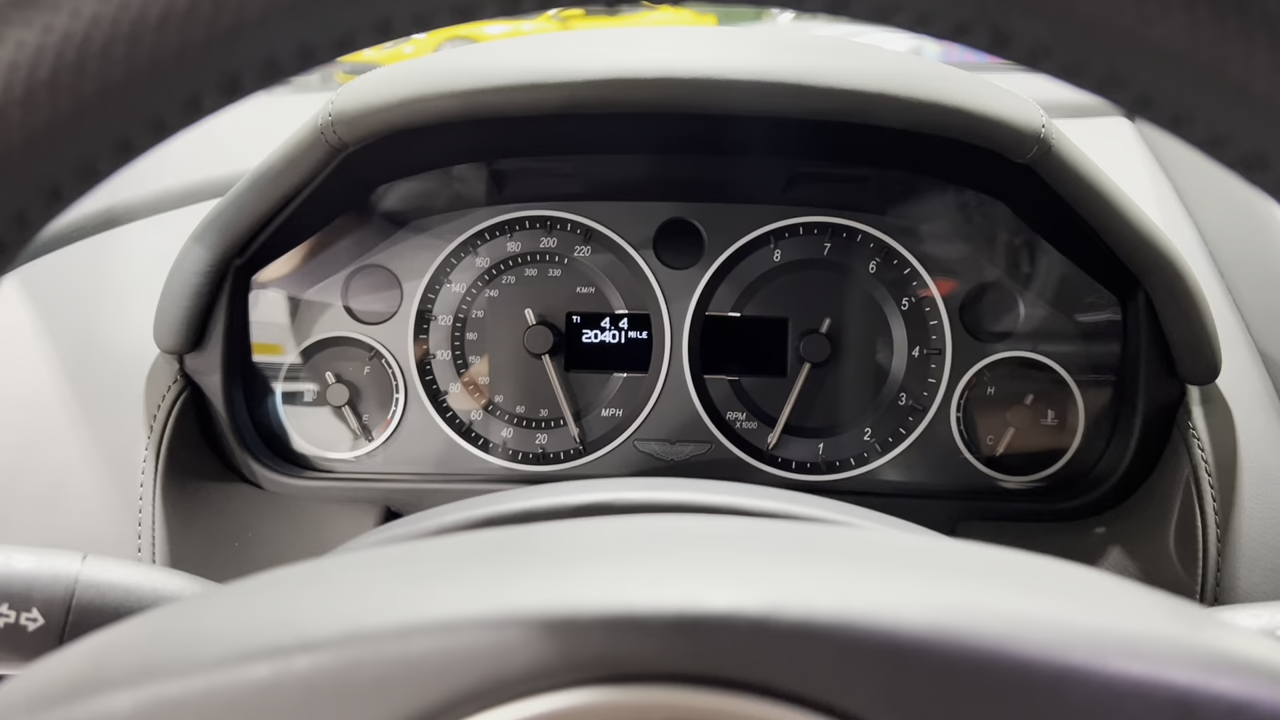 T1 4.4
20401 MILE
20 40 60 80 100 120 140 160 180 200 220
30 60 90 120 150 180 210 240 270 300 330
KM/H
MPH
1 2 3 4 5 6 7 8
RPM
X1000
F
E
H
C